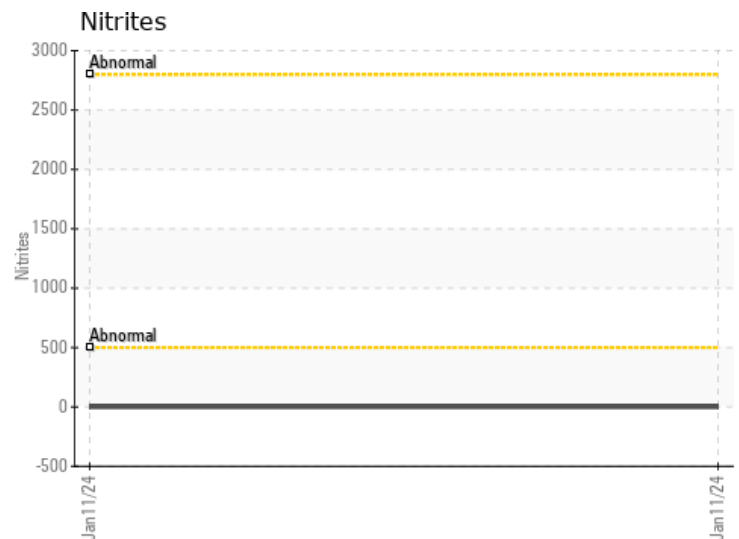 Nitrites
3000
Abnormal
2500
2000
1500
Nitrites
1000
Abnormal
500
0
-500
Jan11/24
Jan11/24